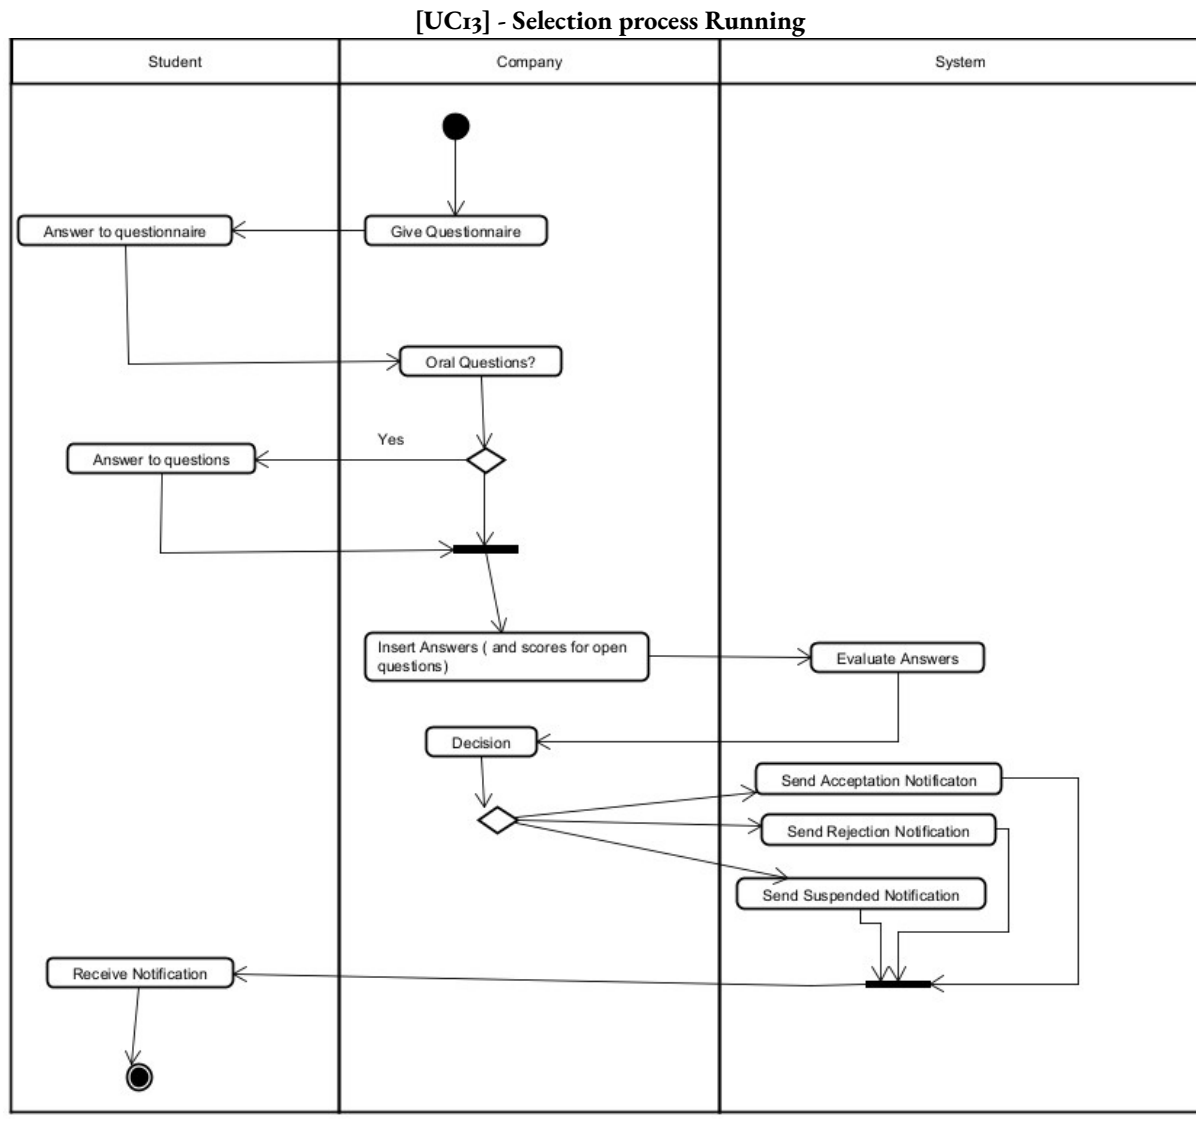 [UC13] - Selection process Running
Student
Company
System
Give Questionnaire
Answer to questionnaire
Oral Questions?
Yes
Answer to questions
Insert Answers ( and scores for open
questions)
Evaluate Answers
Decision
Send Acceptation Notificaton
Send Rejection Notification
Send Suspended Notification
Receive Notification